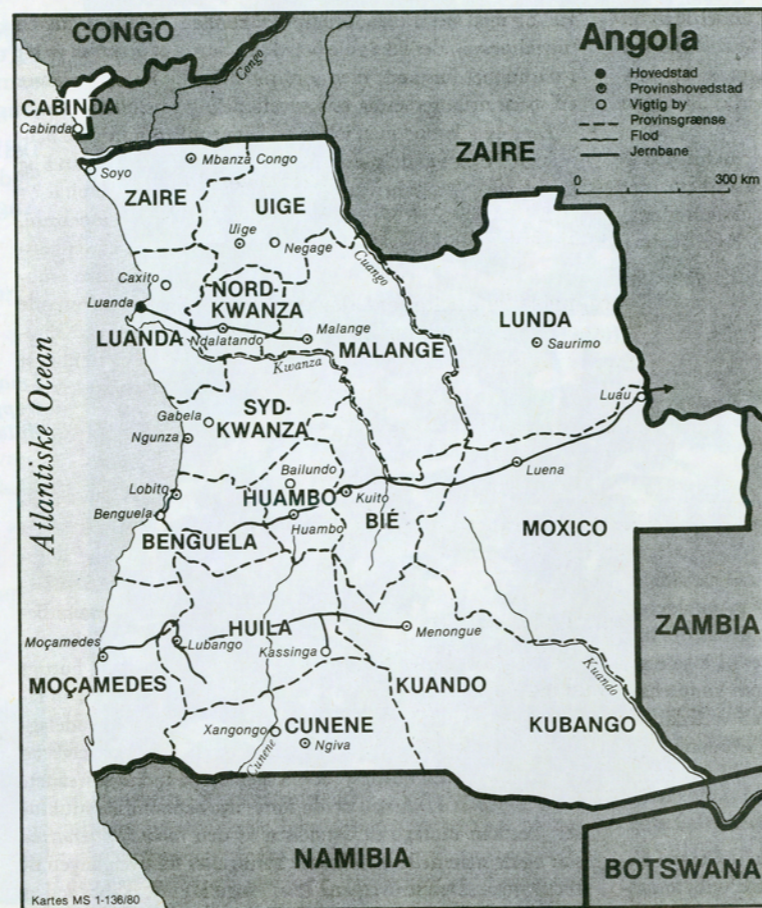 CONGO
Congo
Angola
Hovedstad
Provinshovedstad
Vigtig by
Provinsgrænse
Flod
Jernbane
0 300 km
CABINDA
Cabinda
ZAIRE
Soyo
Mbanza Congo
ZAIRE
UIGE
Uige
Negage
Cuango
Caxito
NORD-
KWANZA
Luanda
LUANDA
Ndalatando
Malange
MALANGE
Kwanza
LUNDA
Saurimo
Atlantiske Ocean
Gabela
SYD-
KWANZA
Ngunza
Luau
Bailundo
Luena
Lobito
HUAMBO
Kuito
Benguela
Huambo
BIÉ
BENGUELA
MOXICO
ZAMBIA
HUILA
Menongue
Moçamedes
Lubango
Kassinga
MOÇAMEDES
KUANDO
Kuando
KUBANGO
Xangongo
CUNENE
Ngiva
Cunene
NAMIBIA
BOTSWANA
Kartes MS 1-136/80